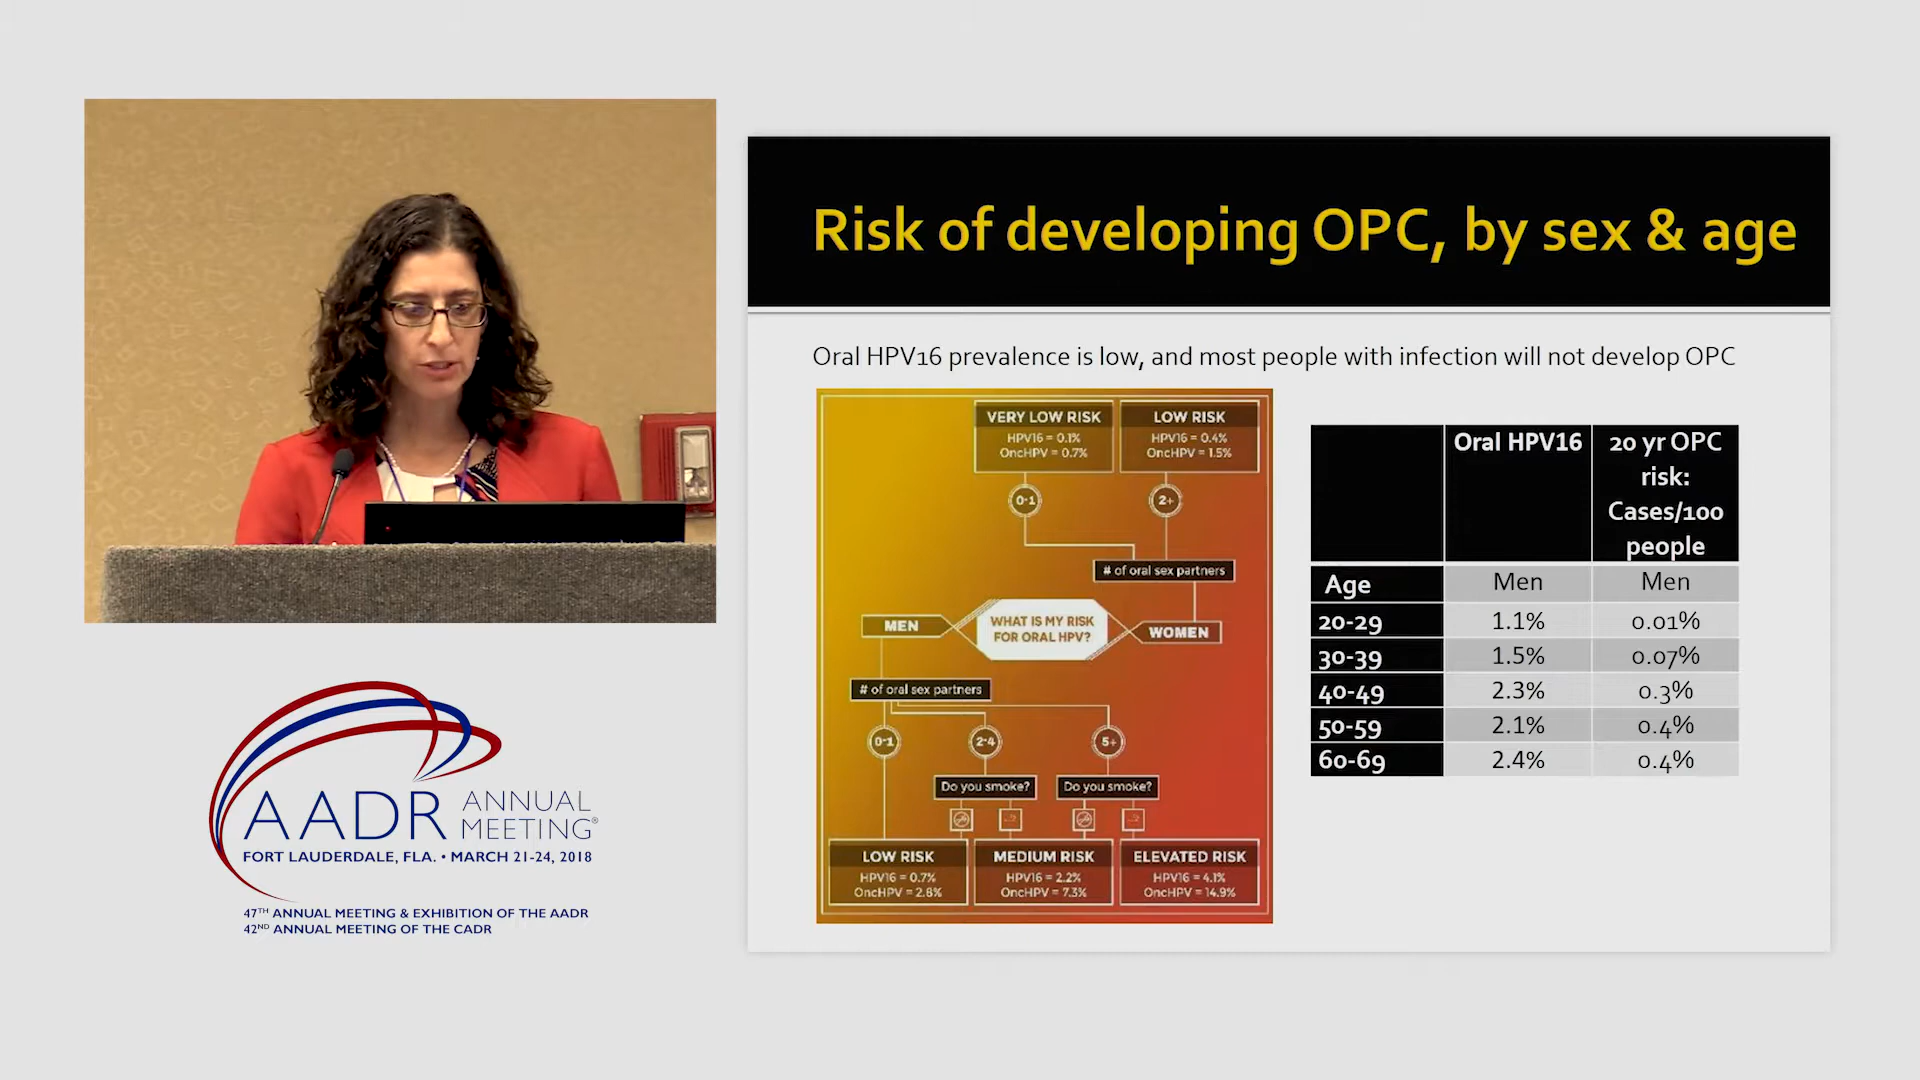 Risk of developing OPC, by sex & age
Oral HPV16 prevalence is low, and most people with infection will not develop OPC
VERY LOW RISK
HPV16 = 0.1%
OncHPV = 0.7%
LOW RISK
HPV16 = 0.4%
OncHPV = 1.5%
0-1
2+
# of oral sex partners
MEN
WHAT IS MY RISK
FOR ORAL HPV?
WOMEN
# of oral sex partners
0-1
2-4
5+
Do you smoke?
Do you smoke?
LOW RISK
HPV16 = 0.7%
OncHPV = 2.8%
MEDIUM RISK
HPV16 = 2.2%
OncHPV = 7.3%
ELEVATED RISK
HPV16 = 4.1%
OncHPV = 14.9%
Oral HPV16
20 yr OPC
risk:
Cases/100
people
Age Men Men
20-29 1.1% 0.01%
30-39 1.5% 0.07%
40-49 2.3% 0.3%
50-59 2.1% 0.4%
60-69 2.4% 0.4%
AADR ANNUAL
MEETING®
FORT LAUDERDALE, FLA. • MARCH 21-24, 2018
47TH ANNUAL MEETING & EXHIBITION OF THE AADR
42ND ANNUAL MEETING OF THE CADR